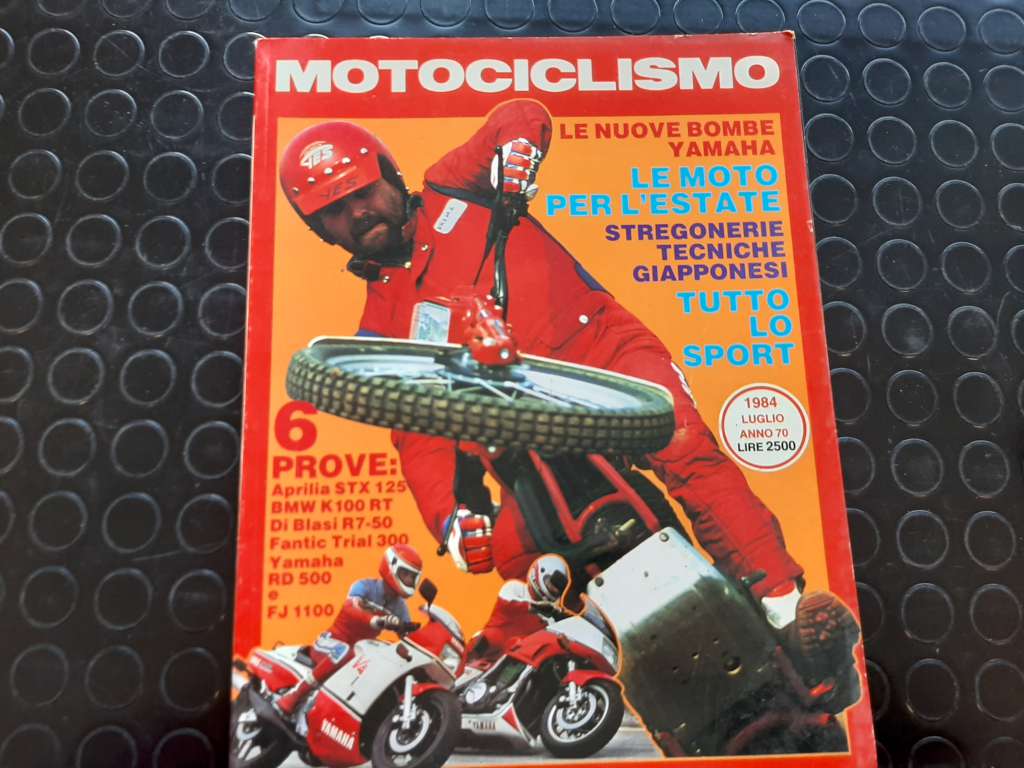 MOTOCICLISMO
LE NUOVE BOMBE
YAMAHA
LE MOTO
PER L'ESTATE
STREGONERIE
TECNICHE
GIAPPONESI
TUTTO
LO
SPORT
1984
LUGLIO
ANNO 70
LIRE 2500
6
PROVE:
Aprilia STX 125
BMW K100 RT
Di Blasi R7-50
Fantic Trial 300
Yamaha
RD 500
e
FJ 1100
YAMAHA
YAMAHA